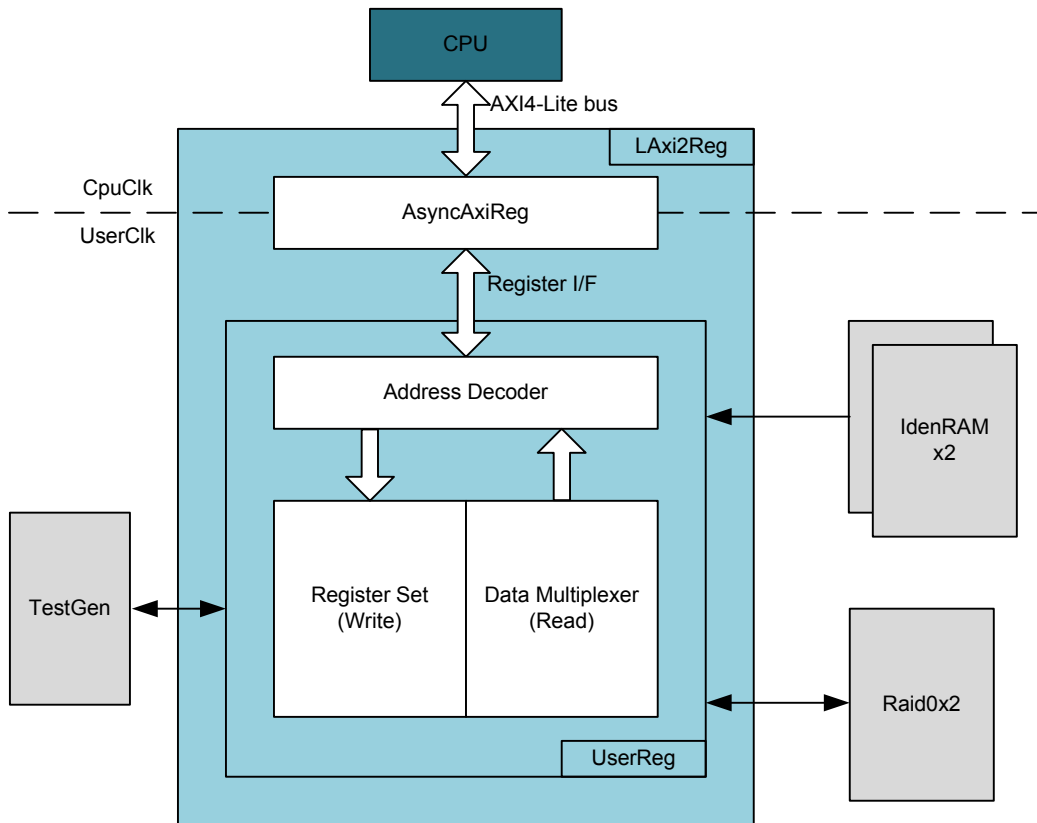 CPU
AXI4-Lite bus
LAxi2Reg
CpuClk
AsyncAxiReg
UserClk
Register I/F
Address Decoder
IdenRAM
x2
Register Set
(Write)
Data Multiplexer
(Read)
TestGen
Raid0x2
UserReg